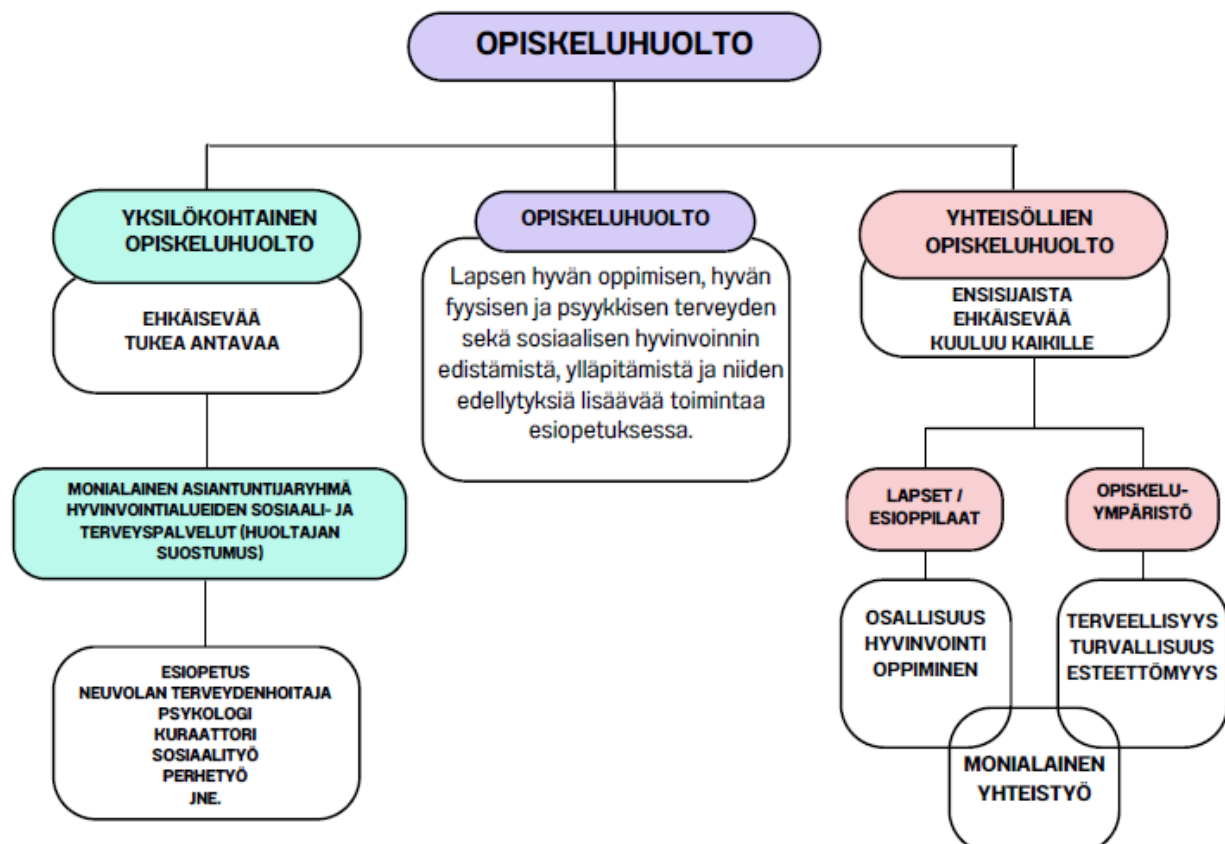 OPISKELUHUOLTO
YKSILÖKOHTAINEN
OPISKELUHUOLTO
EHKÄISEVÄÄ
TUKEA ANTAVAA
MONIALAINEN ASIANTUNTIJARYHMÄ
HYVINVOINTIALUEIDEN SOSIAALI- JA
TERVEYSPALVELUT (HUOLTAJAN
SUOSTUMUS)
ESIOPETUS
NEUVOLAN TERVEYDENHOITAJA
PSYKOLOGI
KURAATTORI
SOSIAALITYÖ
PERHETYÖ
JNE.
OPISKELUHUOLTO
Lapsen hyvän oppimisen, hyvän
fyysisen ja psyykkisen terveyden
sekä sosiaalisen hyvinvoinnin
edistämistä, ylläpitämistä ja niiden
edellytyksiä lisäävää toimintaa
esiopetuksessa.
YHTEISÖLLIEN
OPISKELUHUOLTO
ENSISIJAISTA
EHKÄISEVÄÄ
KUULUU KAIKILLE
LAPSET /
ESIOPPILAAT
OSALLISUUS
HYVINVOINTI
OPPIMINEN
OPISKELU-
YMPÄRISTÖ
TERVEELLISYYS
TURVALLISUUS
ESTEETTÖMYYS
MONIALAINEN
YHTEISTYÖ